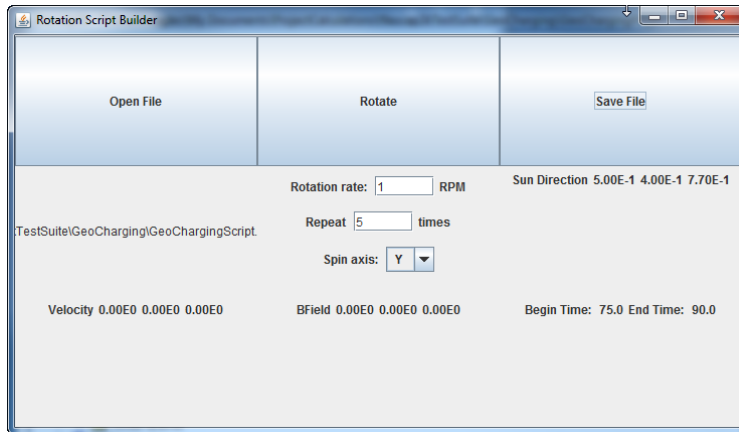 Rotation Script Builder
Open File
Rotate
Save File
Rotation rate: 1 RPM
Sun Direction 5.00E-1 4.00E-1 7.70E-1
Repeat 5 times
:TestSuite\GeoCharging\GeoChargingScript.
Spin axis: Y
Velocity 0.00E0 0.00E0 0.00E0
BField 0.00E0 0.00E0 0.00E0
Begin Time: 75.0 End Time: 90.0